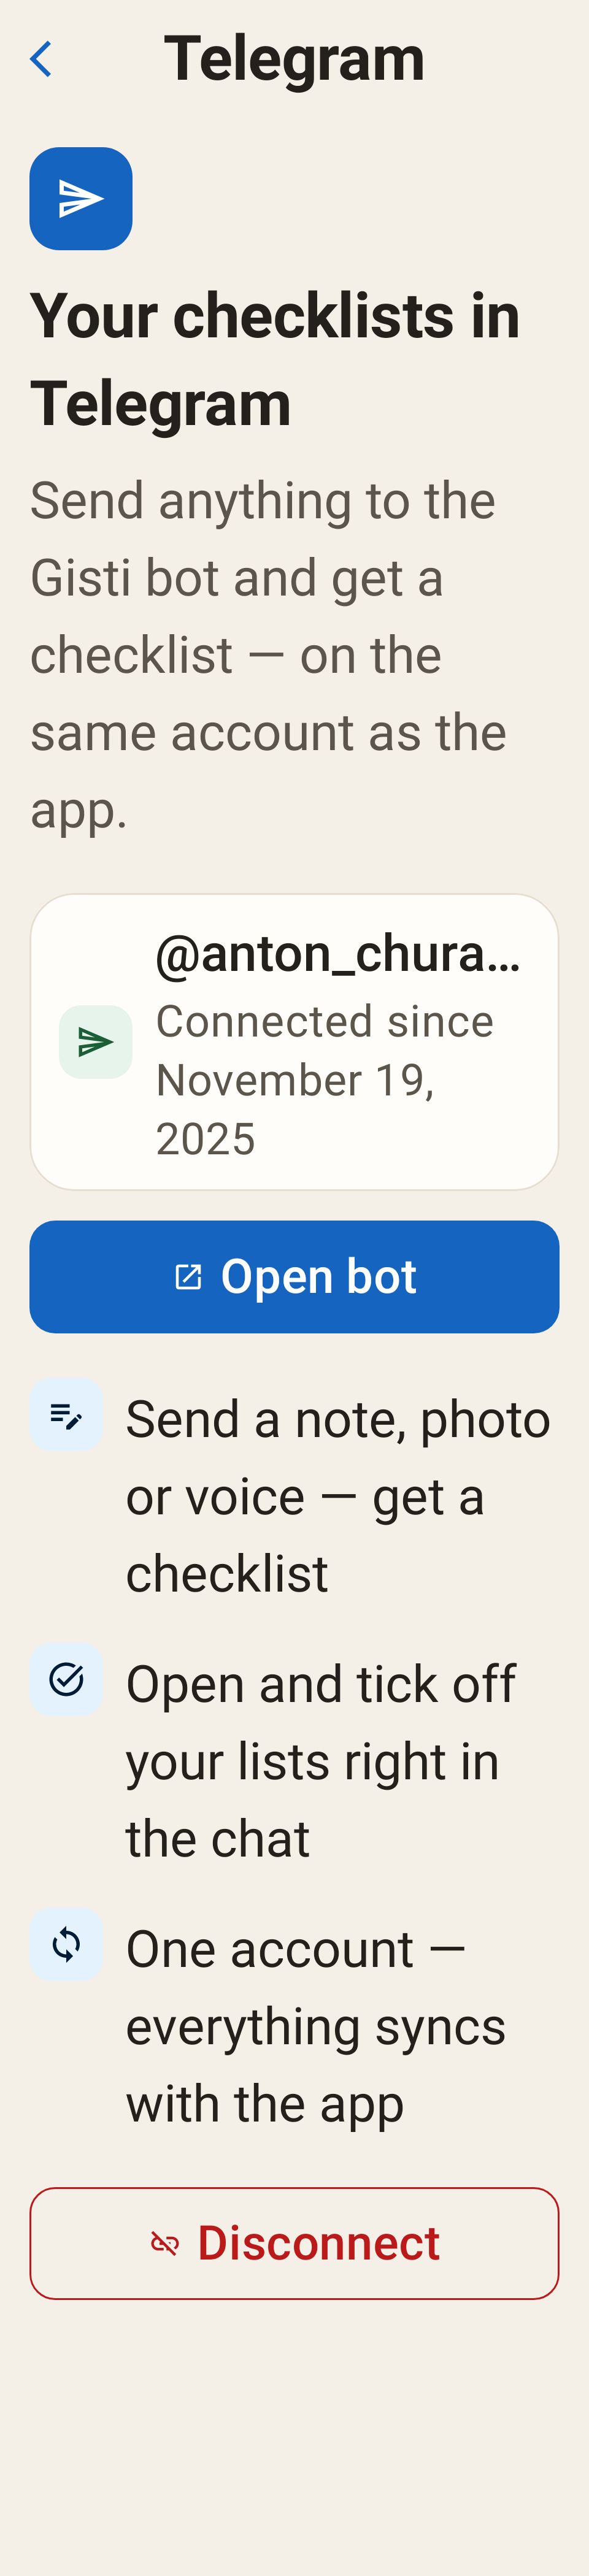 Telegram
Your checklists in
Telegram
Send anything to the
Gisti bot and get a
checklist — on the
same account as the
app.
@anton_chura…
Connected since
November 19,
2025
Open bot
Send a note, photo
or voice — get a
checklist
Open and tick off
your lists right in
the chat
One account —
everything syncs
with the app
Disconnect